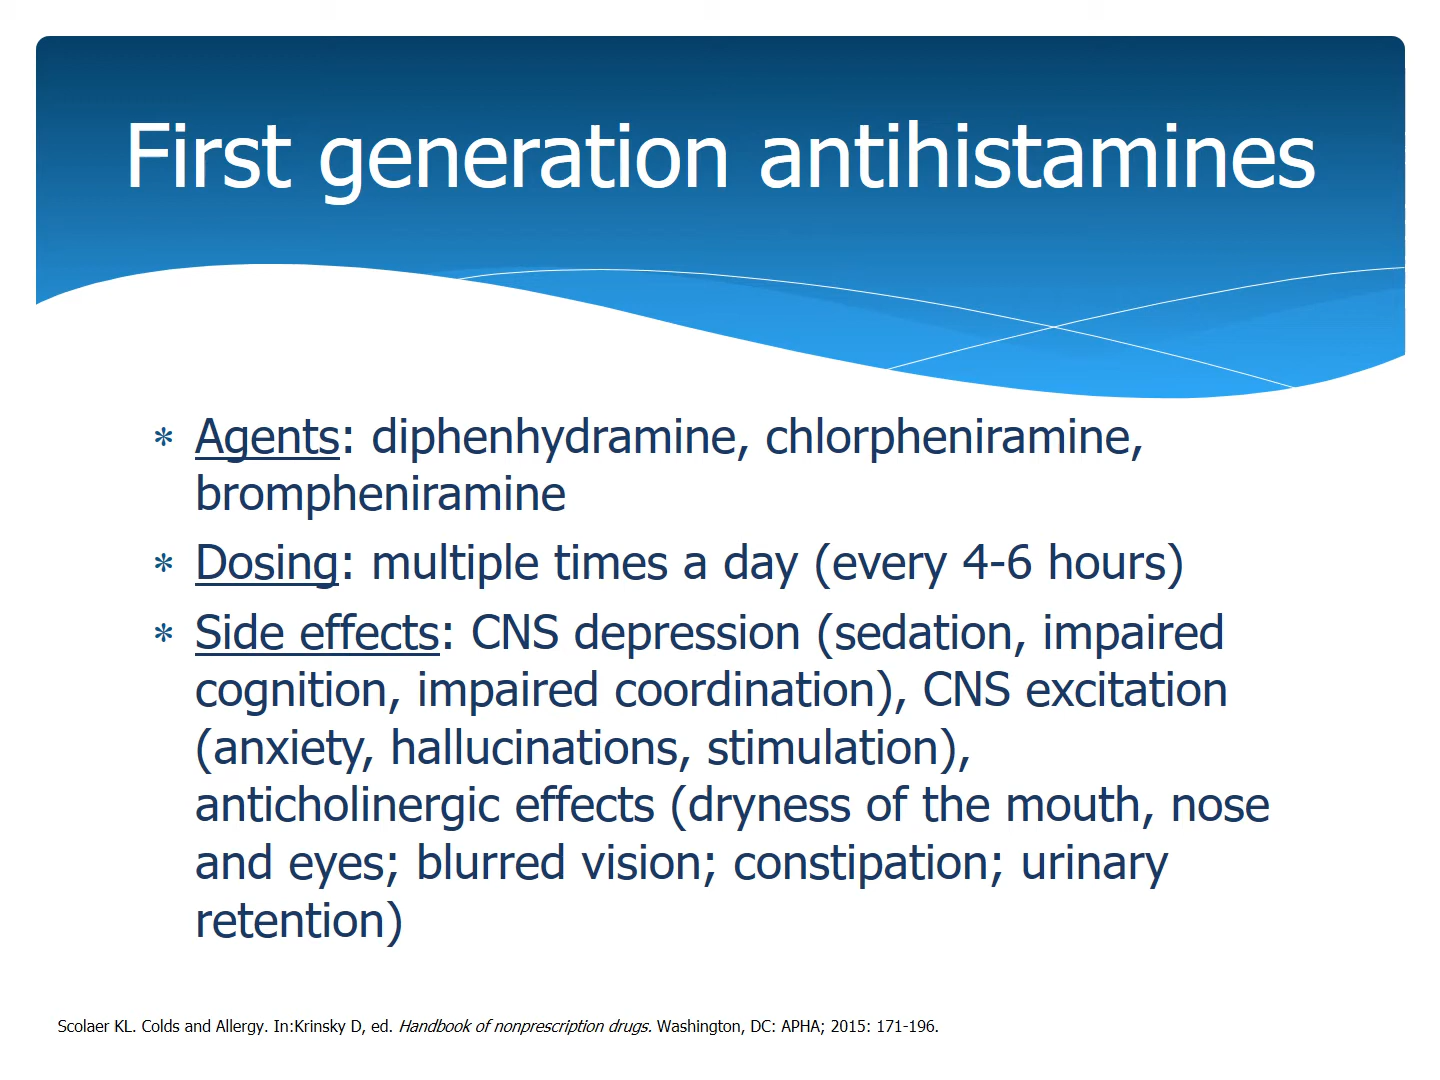 First generation antihistamines
* Agents: diphenhydramine, chlorpheniramine,
brompheniramine
* Dosing: multiple times a day (every 4-6 hours)
* Side effects: CNS depression (sedation, impaired
cognition, impaired coordination), CNS excitation
(anxiety, hallucinations, stimulation),
anticholinergic effects (dryness of the mouth, nose
and eyes; blurred vision; constipation; urinary
retention)
Scolaer KL. Colds and Allergy. In:Krinsky D, ed. Handbook of nonprescription drugs. Washington, DC: APHA; 2015: 171-196.